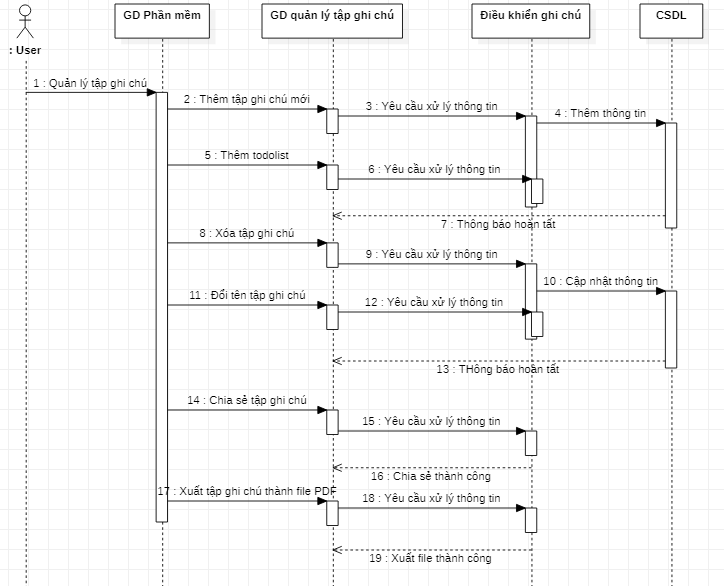 GD Phần mềm
GD quản lý tập ghi chú
Điều khiển ghi chú
CSDL
: User
1 : Quản lý tập ghi chú
2 : Thêm tập ghi chú mới
3 : Yêu cầu xử lý thông tin
4 : Thêm thông tin
5 : Thêm todolist
6 : Yêu cầu xử lý thông tin
7 : Thông báo hoàn tất
8 : Xóa tập ghi chú
9 : Yêu cầu xử lý thông tin
10 : Cập nhật thông tin
11 : Đổi tên tập ghi chú
12 : Yêu cầu xử lý thông tin
13 : THông báo hoàn tất
14 : Chia sẻ tập ghi chú
15 : Yêu cầu xử lý thông tin
16 : Chia sẻ thành công
17 : Xuất tập ghi chú thành file PDF
18 : Yêu cầu xử lý thông tin
19 : Xuất file thành công